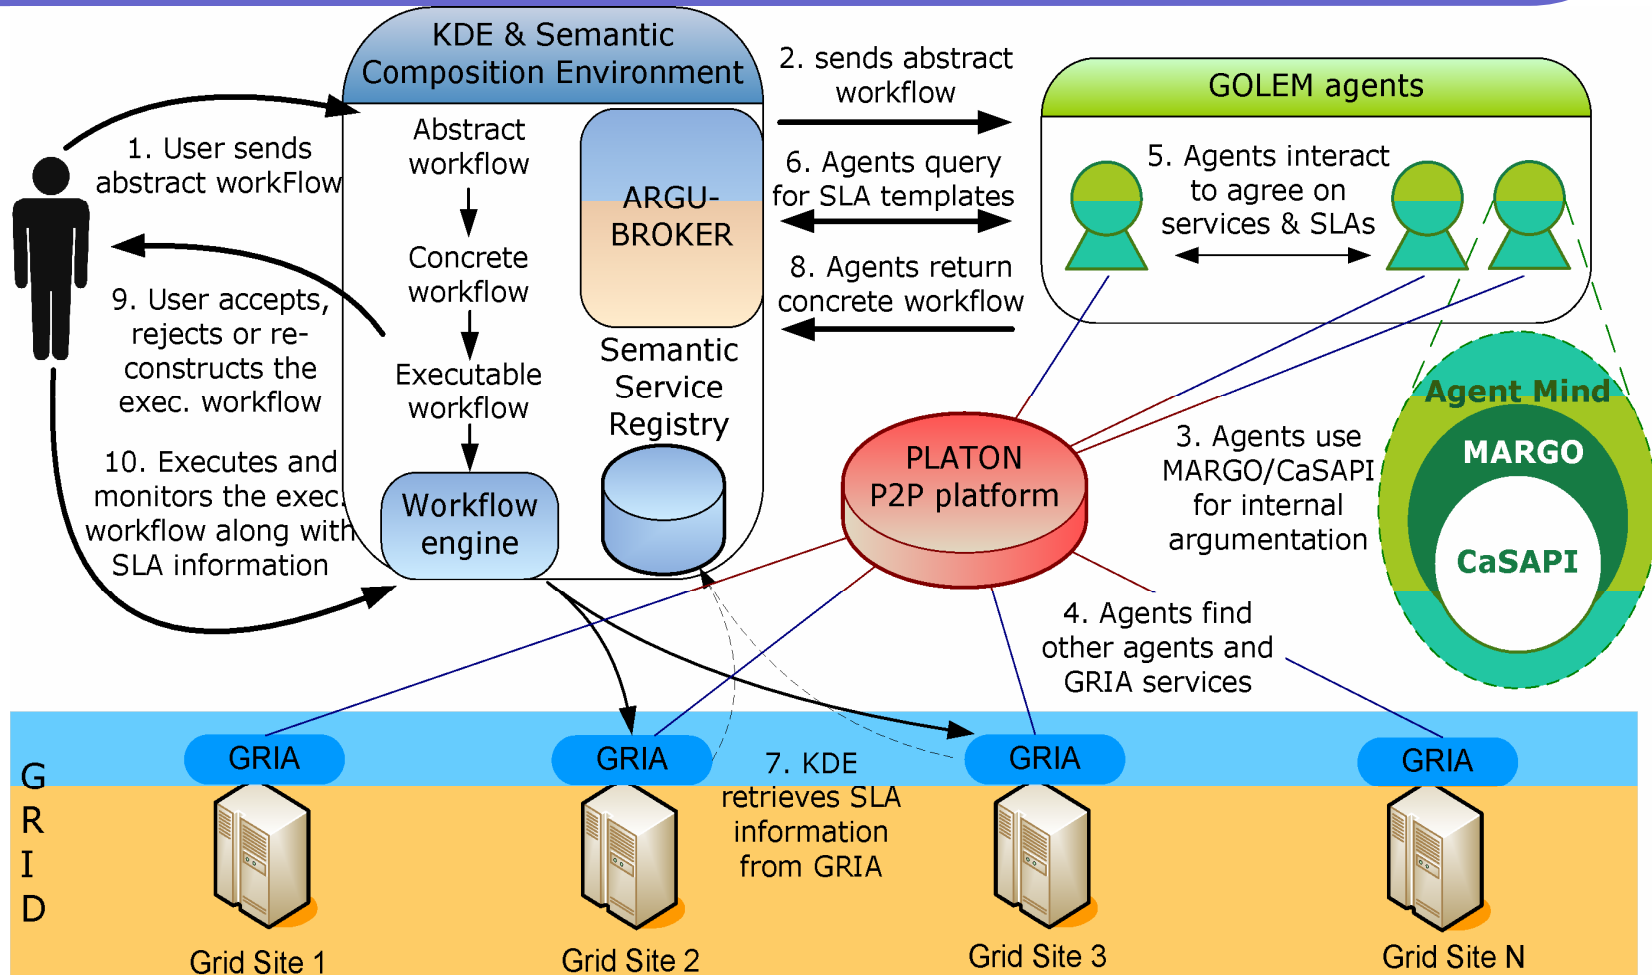 KDE & Semantic
Composition Environment
2. sends abstract
workflow
GOLEM agents
1. User sends
abstract workFlow
Abstract
workflow
ARGU-
BROKER
6. Agents query
for SLA templates
5. Agents interact
to agree on
services & SLAs
Concrete
workflow
8. Agents return
concrete workflow
9. User accepts,
rejects or re-
constructs the
exec. workflow
Executable
workflow
Semantic
Service
Registry
Agent Mind
MARGO
CaSAPI
3. Agents use
MARGO/CaSAPI
for internal
argumentation
PLATON
P2P platform
10. Executes and
monitors the exec.
workflow along with
SLA information
Workflow
engine
4. Agents find
other agents and
GRIA services
GRID
GRIA
GRIA
GRIA
GRIA
7. KDE
retrieves SLA
information
from GRIA
Grid Site 1
Grid Site 2
Grid Site 3
Grid Site N